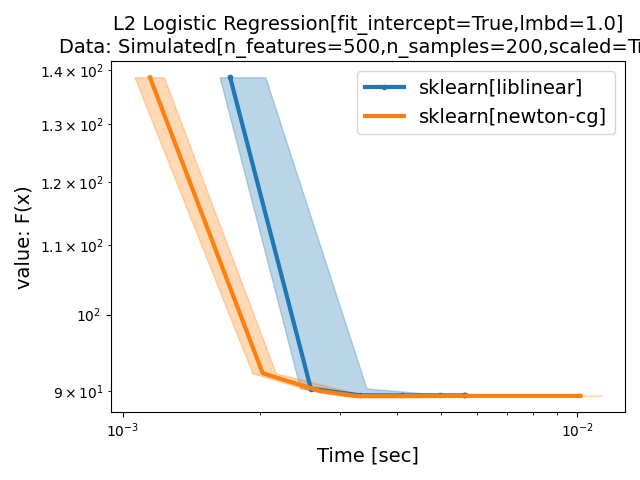 L2 Logistic Regression[fit_intercept=True,lmbd=1.0]
Data: Simulated[n_features=500,n_samples=200,scaled=T
value: F(x)
1.4 × 10²
1.3 × 10²
1.2 × 10²
1.1 × 10²
10²
9 × 10¹
sklearn[liblinear]
sklearn[newton-cg]
10⁻³
10⁻²
Time [sec]